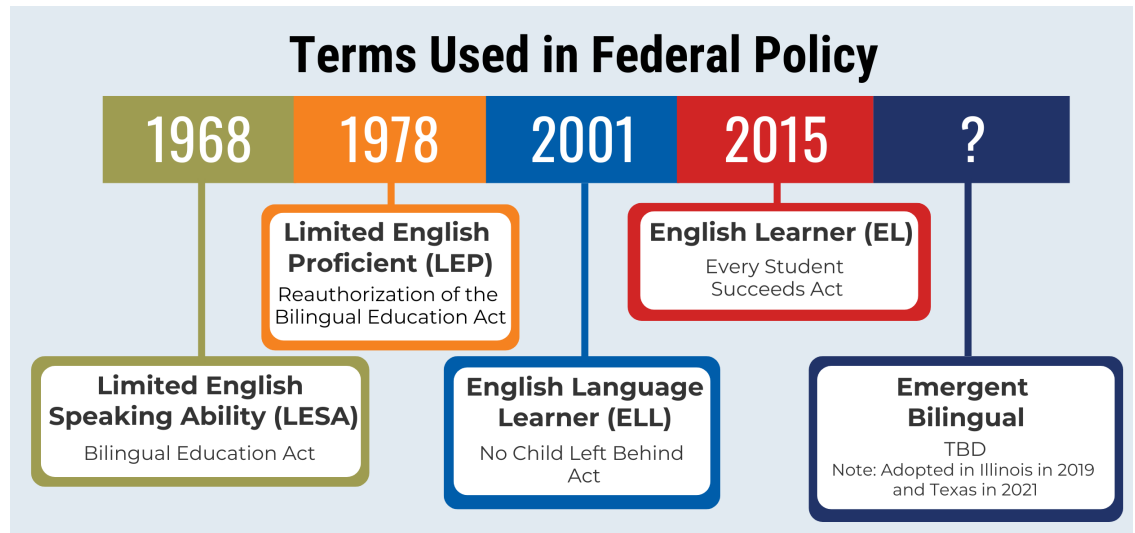 Terms Used in Federal Policy
1968
1978
2001
2015
?
Limited English
Proficient (LEP)
Reauthorization of the
Bilingual Education Act
English Learner (EL)
Every Student
Succeeds Act
Limited English
Speaking Ability (LESA)
Bilingual Education Act
English Language
Learner (ELL)
No Child Left Behind
Act
Emergent
Bilingual
TBD
Note: Adopted in Illinois in 2019
and Texas in 2021